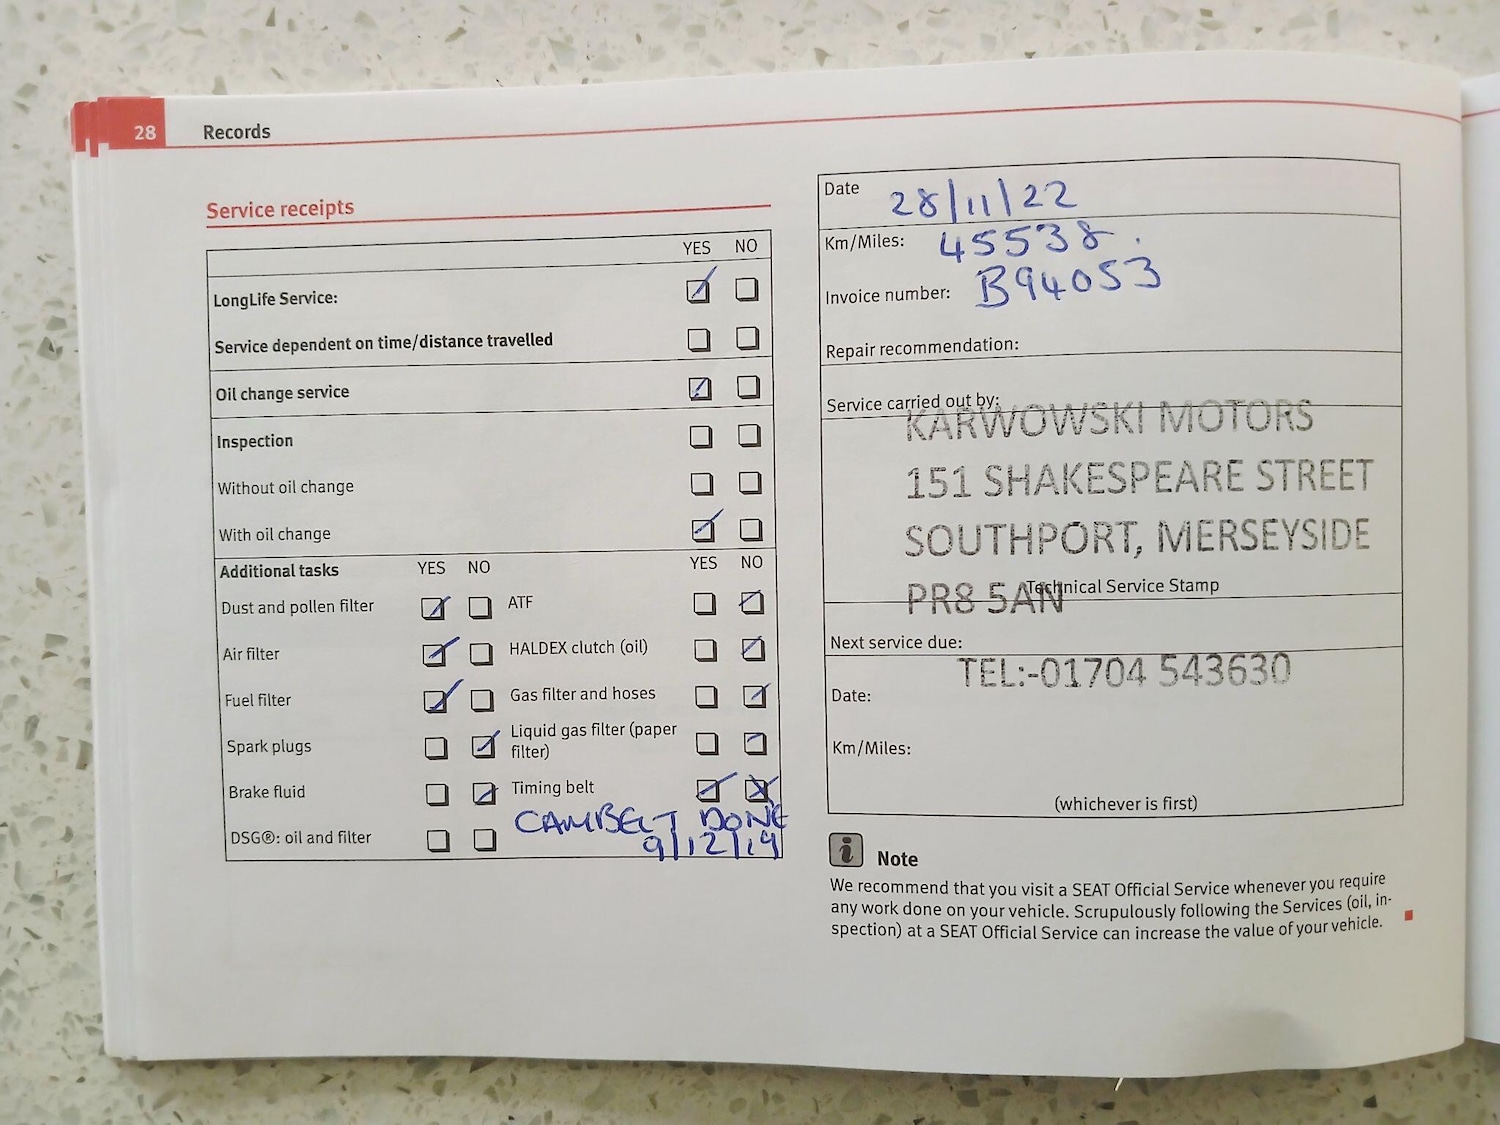 28 Records
Service receipts
YES NO
LongLife Service:
Service dependent on time/distance travelled
Oil change service
Inspection
Without oil change
With oil change
Additional tasks YES NO YES NO
Dust and pollen filter ATF
Air filter HALDEX clutch (oil)
Fuel filter Gas filter and hoses
Spark plugs Liquid gas filter (paper
filter)
Brake fluid Timing belt
CAMBELT DONE
DSG®: oil and filter 9/12/19
Date 28/11/22
Km/Miles: 45538.
Invoice number: B94053
Repair recommendation:
Service carried out by:
KARWOWSKI MOTORS
151 SHAKESPEARE STREET
SOUTHPORT, MERSEYSIDE
Technical Service Stamp
PR8 5AN
Next service due:
TEL:-01704 543630
Date:
Km/Miles:
(whichever is first)
i Note
We recommend that you visit a SEAT Official Service whenever you require
any work done on your vehicle. Scrupulously following the Services (oil, in-
spection) at a SEAT Official Service can increase the value of your vehicle.